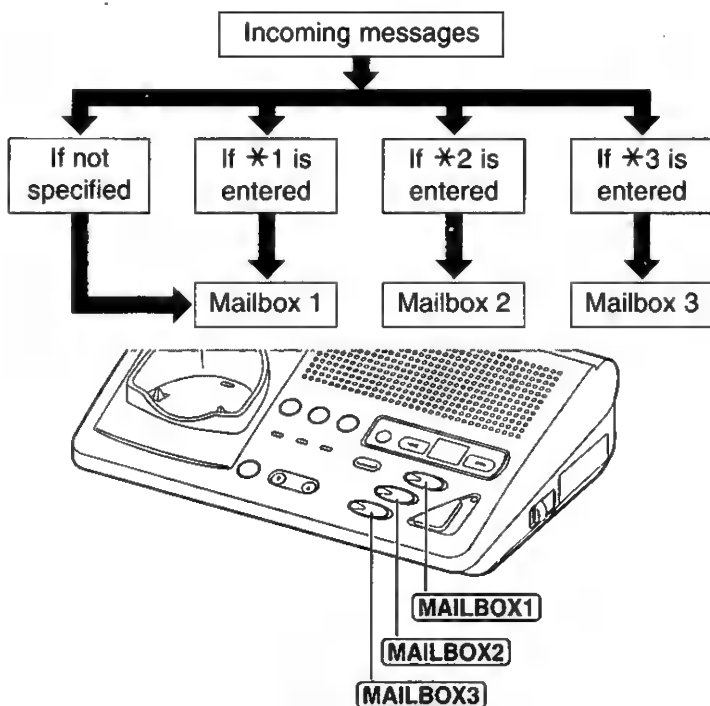 Incoming messages
If not
specified
If *1 is
entered
If *2 is
entered
If *3 is
entered
Mailbox 1
Mailbox 2
Mailbox 3
MAILBOX1
MAILBOX2
MAILBOX3